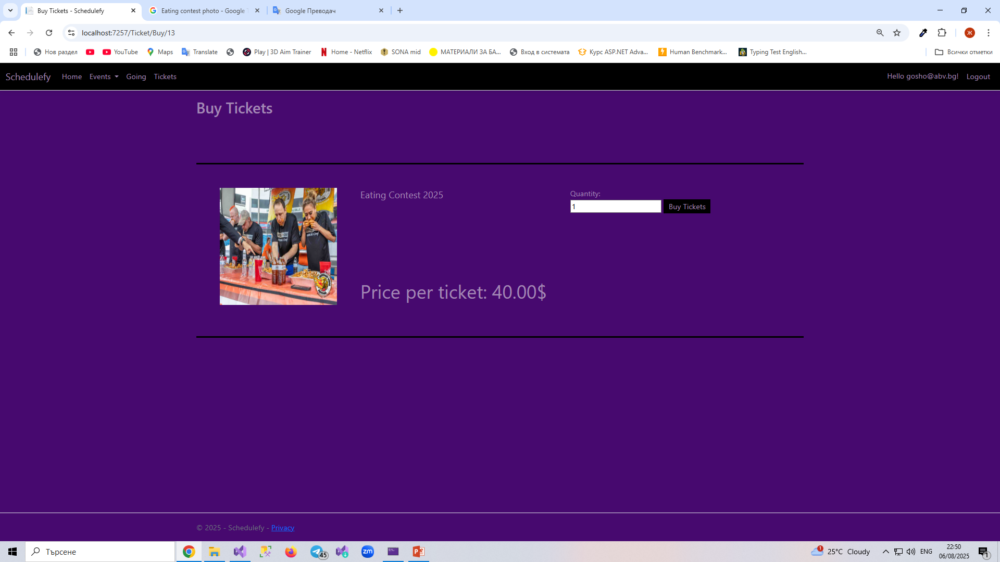 Buy Tickets - Schedulefy
Eating contest photo - Google
Google Преводач
localhost:7257/Ticket/Buy/13
Ж
Нов раздел
YouTube
Maps
Translate
Play | 3D Aim Trainer
Home - Netflix
SONA mid
МАТЕРИАЛИ ЗА БА...
Вход в системата
Курс ASP.NET Adva...
Human Benchmark...
Typing Test English...
Всички отметки
Schedulefy
Home
Events
Going
Tickets
Hello gosho@abv.bg!
Logout
Buy Tickets
Eating Contest 2025
Quantity:
1
Buy Tickets
Price per ticket: 40.00$
© 2025 - Schedulefy - Privacy
Търсене
45
zm
1
25°C Cloudy
ENG
22:50
06/08/2025
1